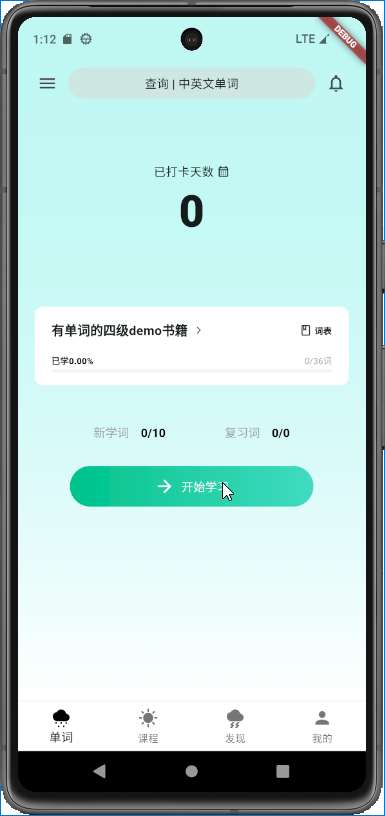 1:12
LTE
DEBUG
查询 | 中英文单词
已打卡天数
0
有单词的四级demo书籍
词表
已学0.00%
0/36词
新学词 0/10
复习词 0/0
开始学习
单词
课程
发现
我的